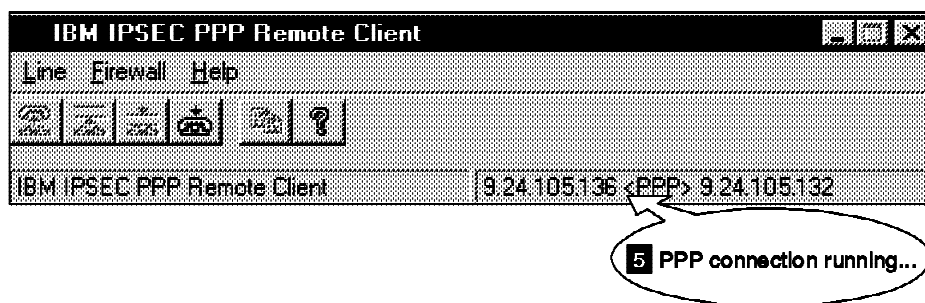 IBM IPSEC PPP Remote Client
Line Firewall Help
IBM IPSEC PPP Remote Client 9.24.105.136 <PPP> 9.24.105.132
5 PPP connection running...